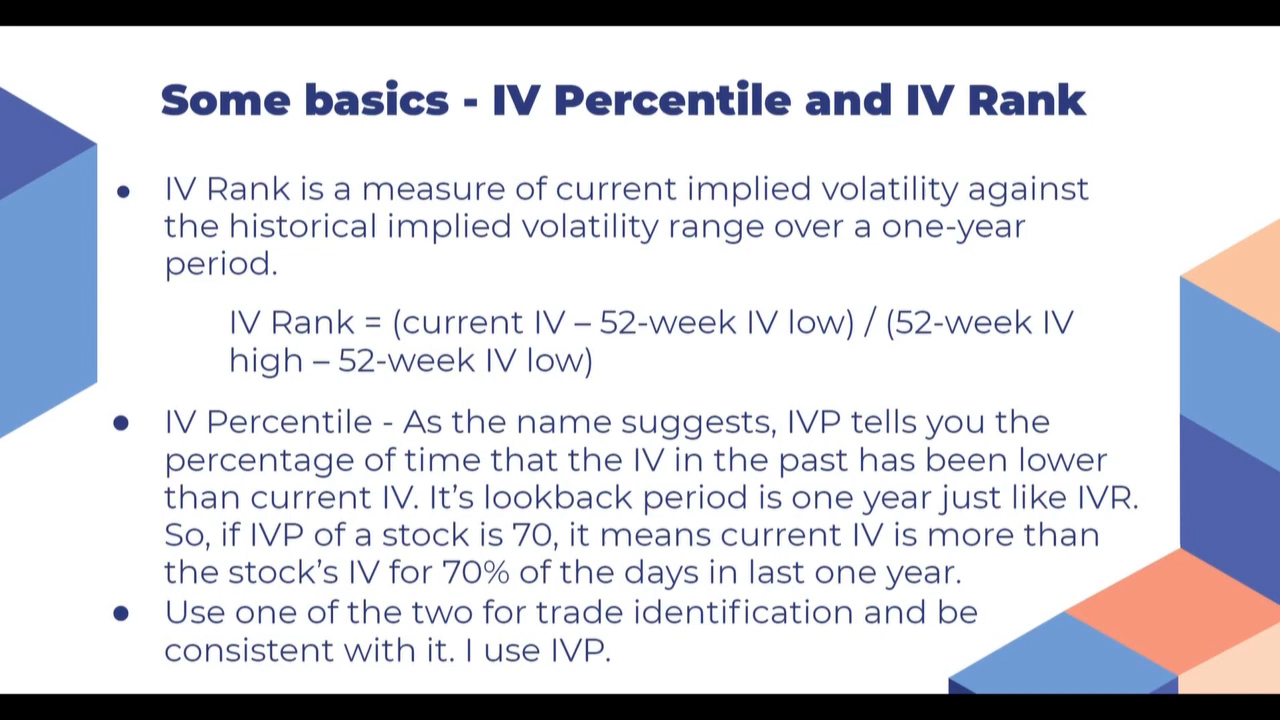 Some basics - IV Percentile and IV Rank
● IV Rank is a measure of current implied volatility against
the historical implied volatility range over a one-year
period.
IV Rank = (current IV – 52-week IV low) / (52-week IV
high – 52-week IV low)
● IV Percentile - As the name suggests, IVP tells you the
percentage of time that the IV in the past has been lower
than current IV. It’s lookback period is one year just like IVR.
So, if IVP of a stock is 70, it means current IV is more than
the stock’s IV for 70% of the days in last one year.
● Use one of the two for trade identification and be
consistent with it. I use IVP.